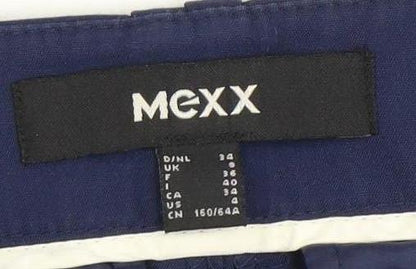 MEXX
D/NL 34
UK 8
F 36
I 40
CA 34
US 4
CN 160/64A